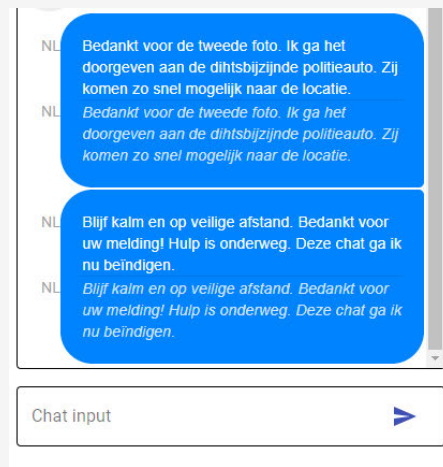 NL Bedankt voor de tweede foto. Ik ga het
doorgeven aan de dihtsbijzijnde politieauto. Zij
komen zo snel mogelijk naar de locatie.
NL Bedankt voor de tweede foto. Ik ga het
doorgeven aan de dihtsbijzijnde politieauto. Zij
komen zo snel mogelijk naar de locatie.
NL Blijf kalm en op veilige afstand. Bedankt voor
uw melding! Hulp is onderweg. Deze chat ga ik
nu beïndigen.
NL Blijf kalm en op veilige afstand. Bedankt voor
uw melding! Hulp is onderweg. Deze chat ga ik
nu beïndigen.
Chat input